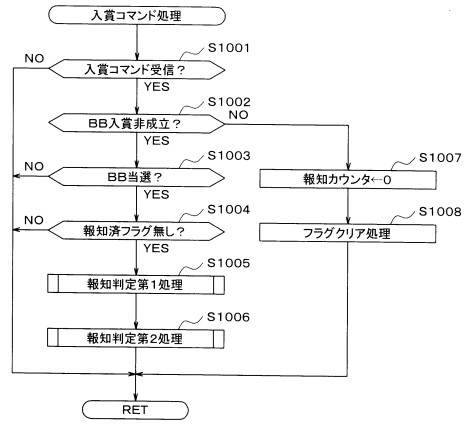 入賞コマンド処理
S1001
NO
入賞コマンド受信？
YES
S1002
NO
ＢＢ入賞非成立？
YES
S1003
NO
ＢＢ当選？
YES
S1007
報知カウンタ←０
S1004
NO
報知済フラグ無し？
YES
S1008
フラグクリア処理
S1005
報知判定第１処理
S1006
報知判定第２処理
RET